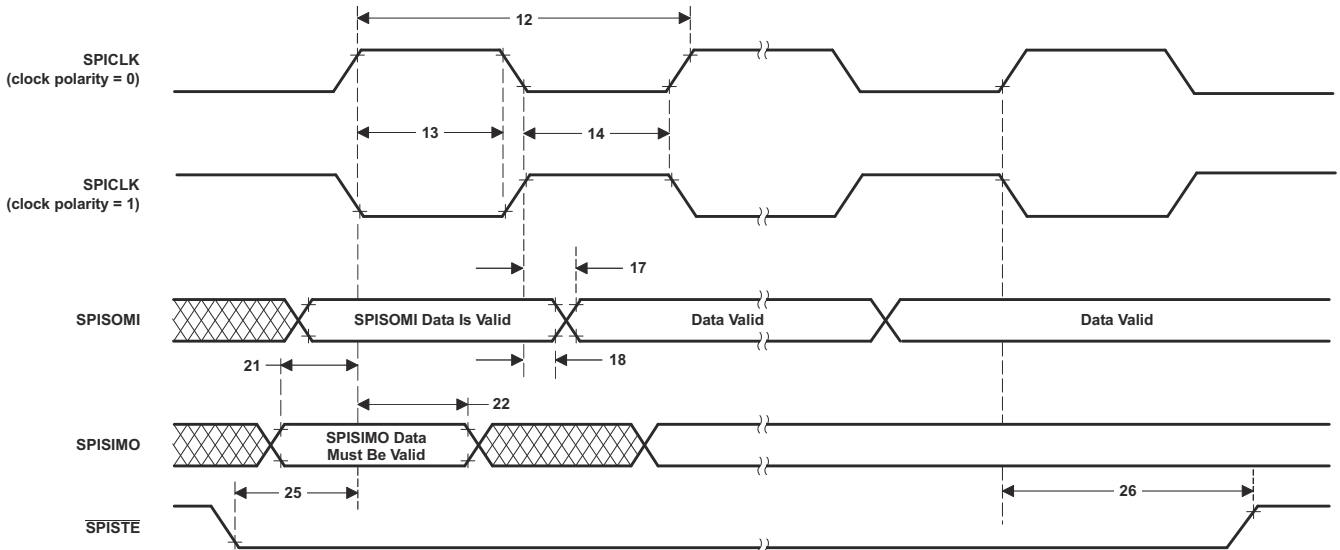 12
SPICLK
(clock polarity = 0)
13
14
SPICLK
(clock polarity = 1)
17
SPISOMI
SPISOMI Data Is Valid
Data Valid
Data Valid
21
18
22
SPISIMO
SPISIMO Data
Must Be Valid
25
26
SPISTE